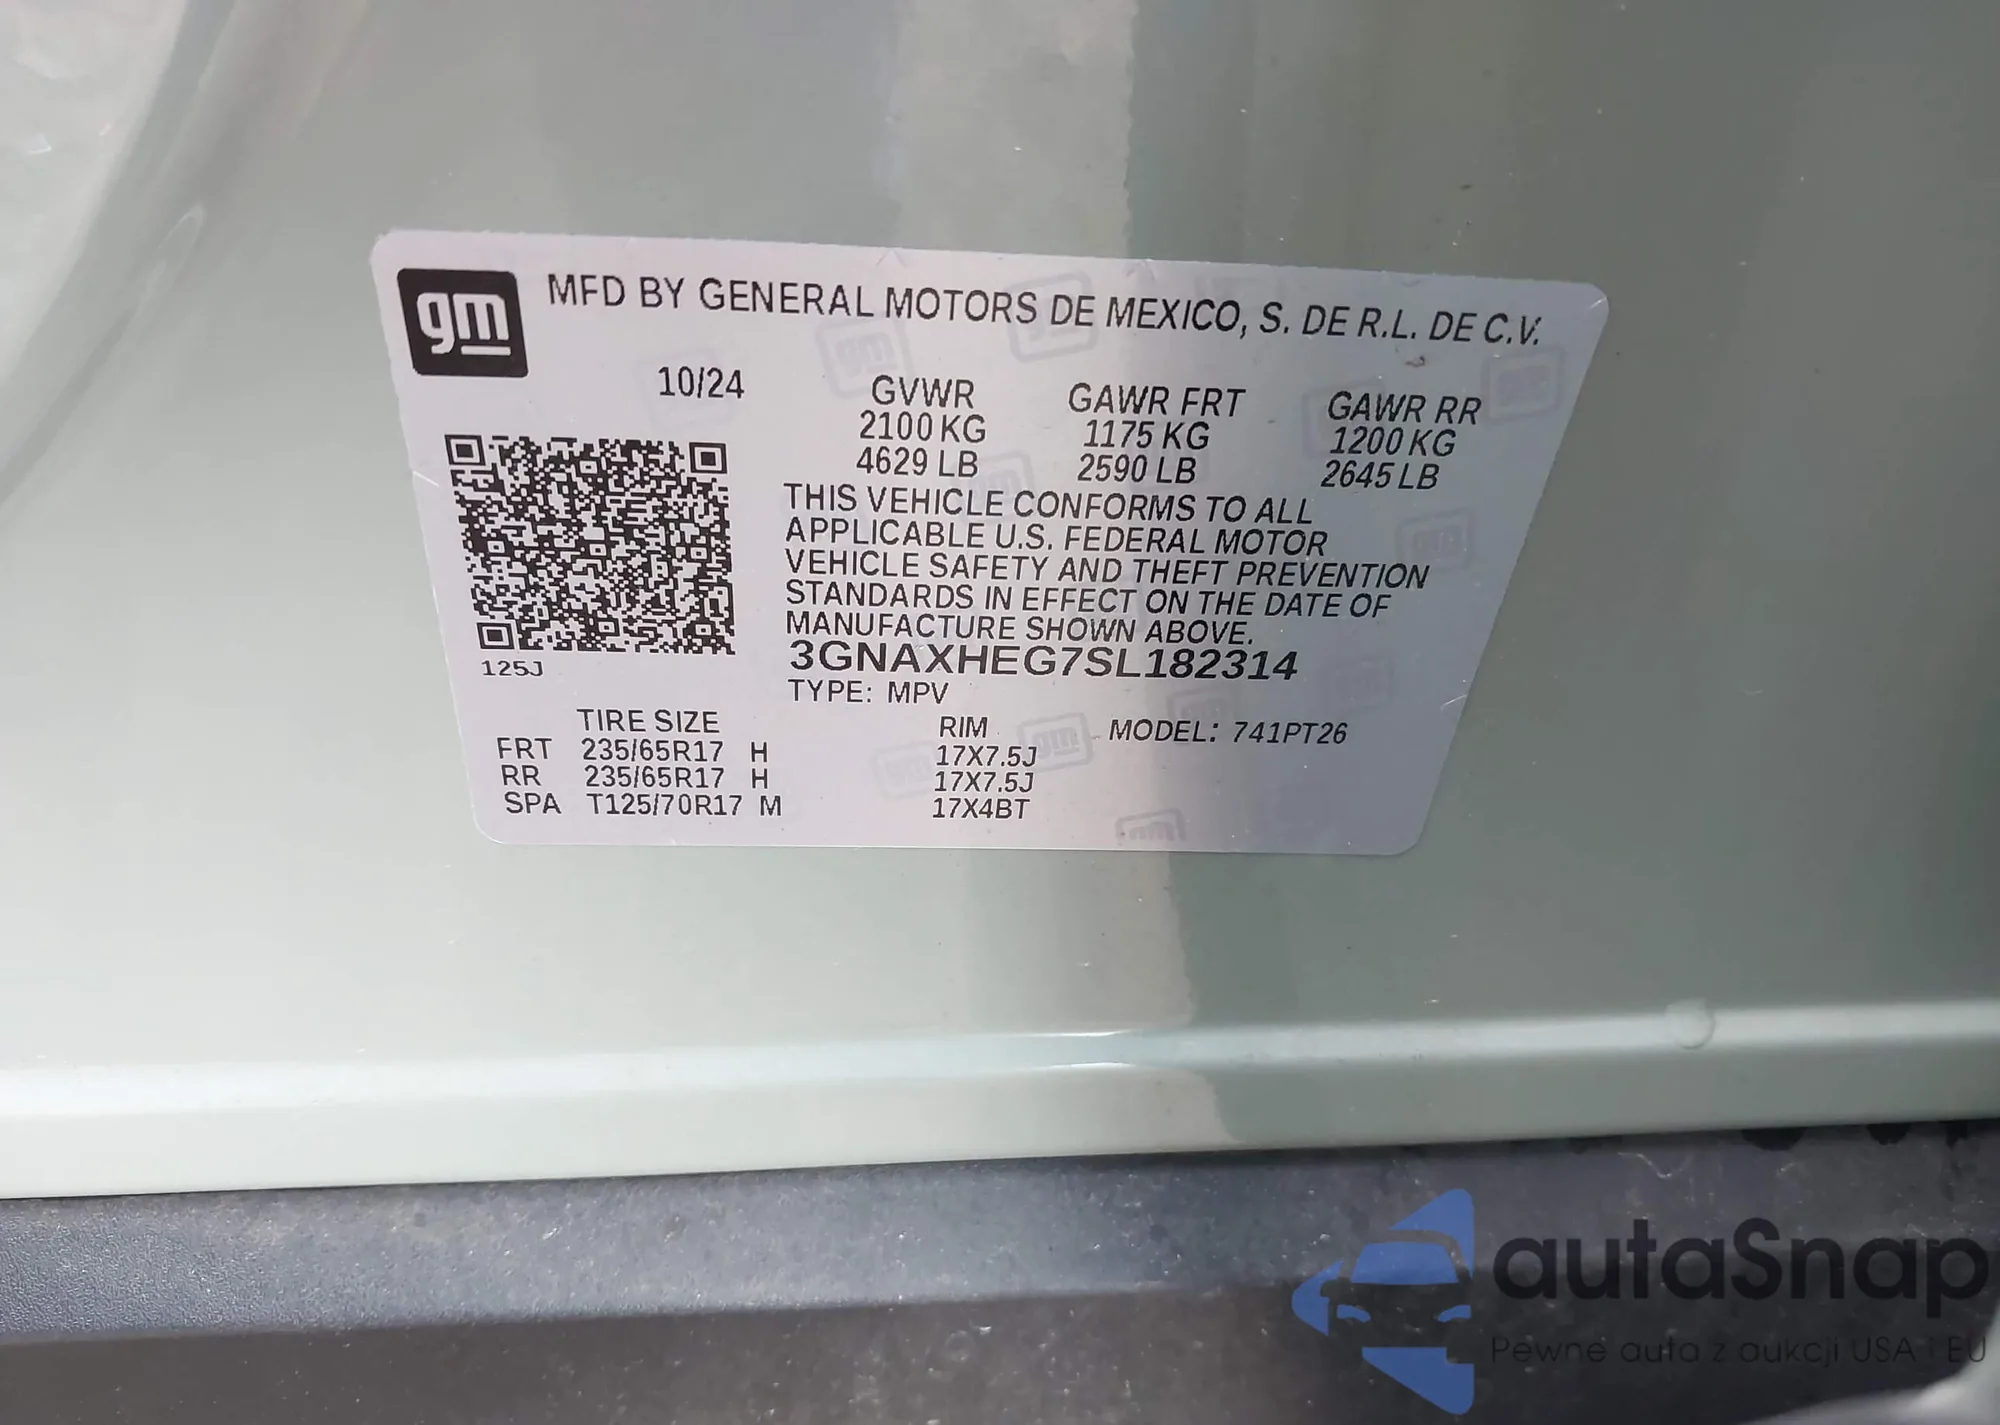 gm
MFD BY GENERAL MOTORS DE MEXICO, S. DE R.L. DE C.V.
10/24
GVWR GAWR FRT GAWR RR
2100 KG 1175 KG 1200 KG
4629 LB 2590 LB 2645 LB
THIS VEHICLE CONFORMS TO ALL
APPLICABLE U.S. FEDERAL MOTOR
VEHICLE SAFETY AND THEFT PREVENTION
STANDARDS IN EFFECT ON THE DATE OF
MANUFACTURE SHOWN ABOVE.
3GNAXHEG7SL182314
125J
TYPE: MPV
TIRE SIZE RIM MODEL: 741PT26
FRT 235/65R17 H 17X7.5J
RR 235/65R17 H 17X7.5J
SPA T125/70R17 M 17X4BT
autaSnap
Pewne auta z aukcji USA i EU